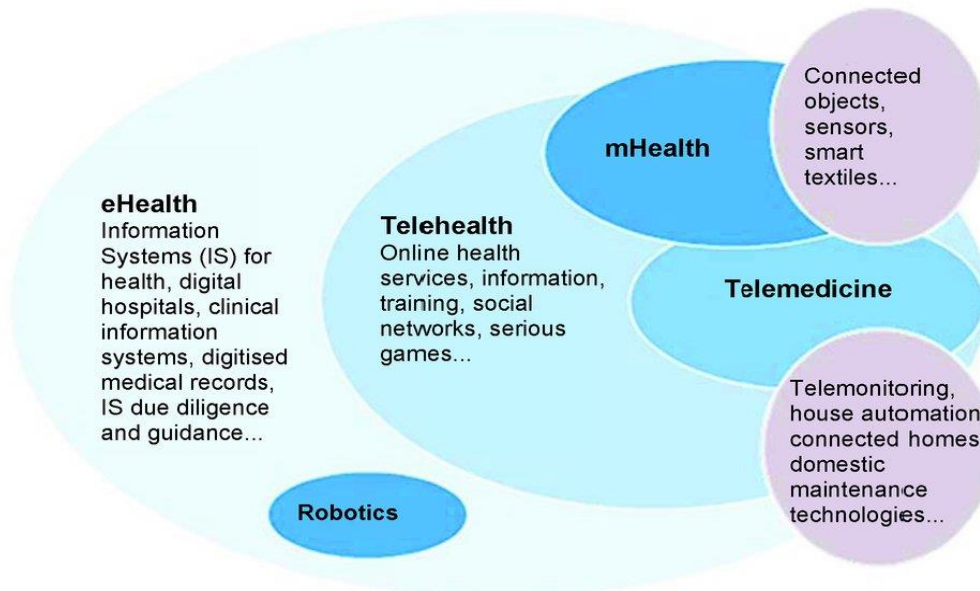 eHealth
Information
Systems (IS) for
health, digital
hospitals, clinical
information
systems, digitised
medical records,
IS due diligence
and guidance...
Telehealth
Online health
services, information,
training, social
networks, serious
games...
mHealth
Connected
objects,
sensors,
smart
textiles...
Telemedicine
Telemonitoring,
house automation
connected homes
domestic
maintenance
technologies...
Robotics